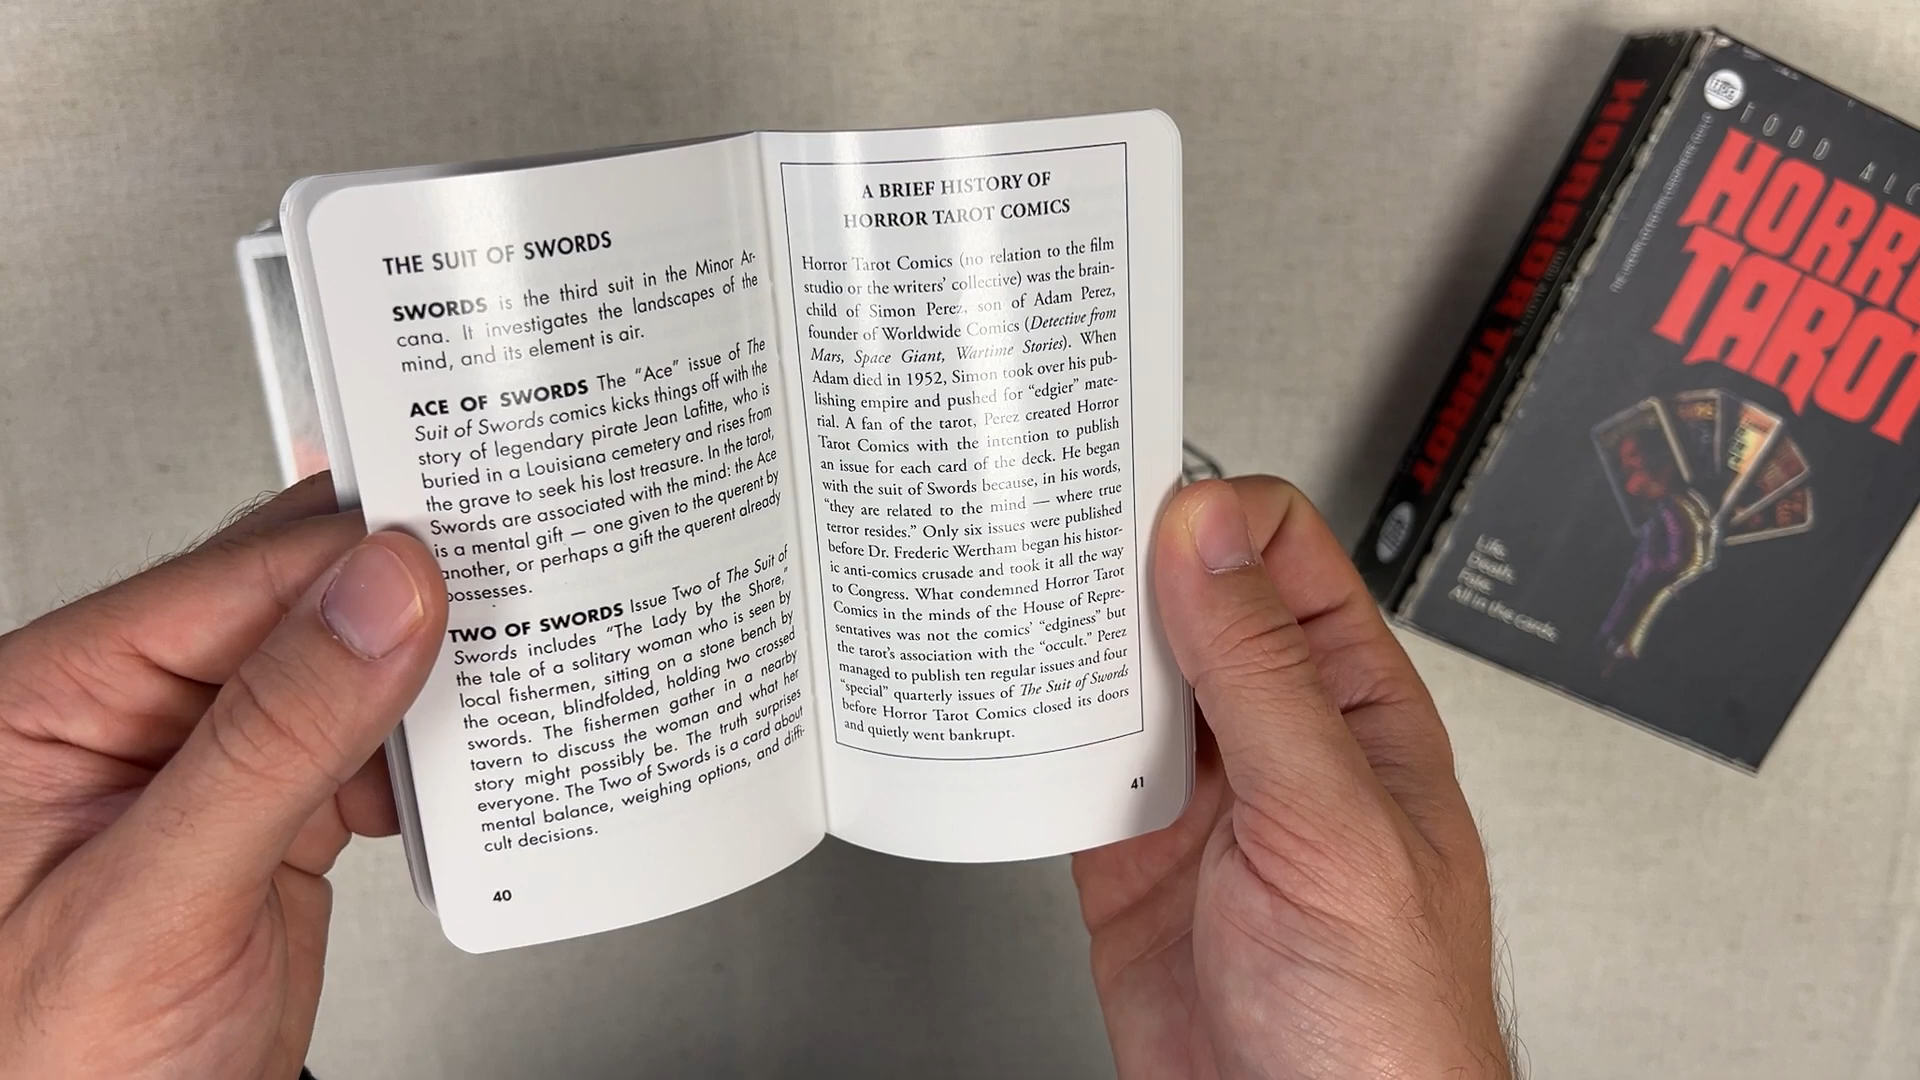 THE SUIT OF SWORDS
SWORDS is the third suit in the Minor Ar-
cana. It investigates the landscapes of the
mind, and its element is air.
ACE OF SWORDS The “Ace” issue of The
Suit of Swords comics kicks things off with the
story of legendary pirate Jean Lafitte, who is
buried in a Louisiana cemetery and rises from
the grave to seek his lost treasure. In the tarot,
Swords are associated with the mind: the Ace
is a mental gift — one given to the querent by
another, or perhaps a gift the querent already
possesses.
TWO OF SWORDS Issue Two of The Suit of
Swords includes “The Lady by the Shore,”
the tale of a solitary woman who is seen by
local fishermen, sitting on a stone bench by
the ocean, blindfolded, holding two crossed
swords. The fishermen gather in a nearby
tavern to discuss the woman and what her
story might possibly be. The truth surprises
everyone. The Two of Swords is a card about
mental balance, weighing options, and diffi-
cult decisions.
40
A BRIEF HISTORY OF
HORROR TAROT COMICS
Horror Tarot Comics (no relation to the film
studio or the writers’ collective) was the brain-
child of Simon Perez, son of Adam Perez,
founder of Worldwide Comics (Detective from
Mars, Space Giant, Wartime Stories). When
Adam died in 1952, Simon took over his pub-
lishing empire and pushed for “edgier” mate-
rial. A fan of the tarot, Perez created Horror
Tarot Comics with the intention to publish
an issue for each card of the deck. He began
with the suit of Swords because, in his words,
“they are related to the mind — where true
terror resides.” Only six issues were published
before Dr. Frederic Wertham began his histor-
ic anti-comics crusade and took it all the way
to Congress. What condemned Horror Tarot
Comics in the minds of the House of Repre-
sentatives was not the comics’ “edginess” but
the tarot’s association with the “occult.” Perez
managed to publish ten regular issues and four
“special” quarterly issues of The Suit of Swords
before Horror Tarot Comics closed its doors
and quietly went bankrupt.
41
HORROR TAROT
TODD ALC
HORRO
TAROT
Life.
Death.
Fate.
All in the cards.